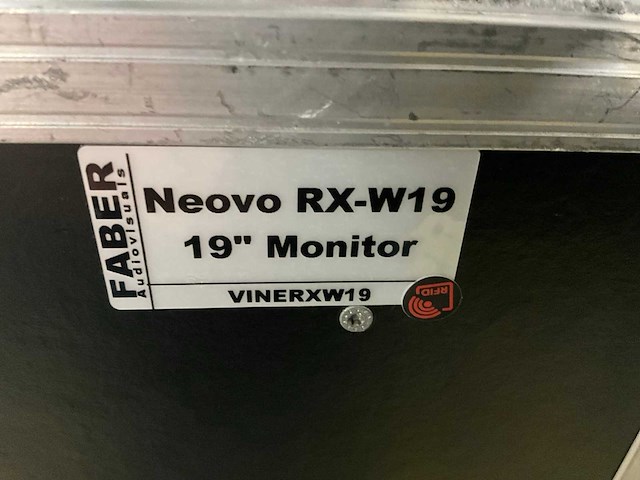 FABER
Audiovisuals
Neovo RX-W19
19" Monitor
VINERXW19
RFID